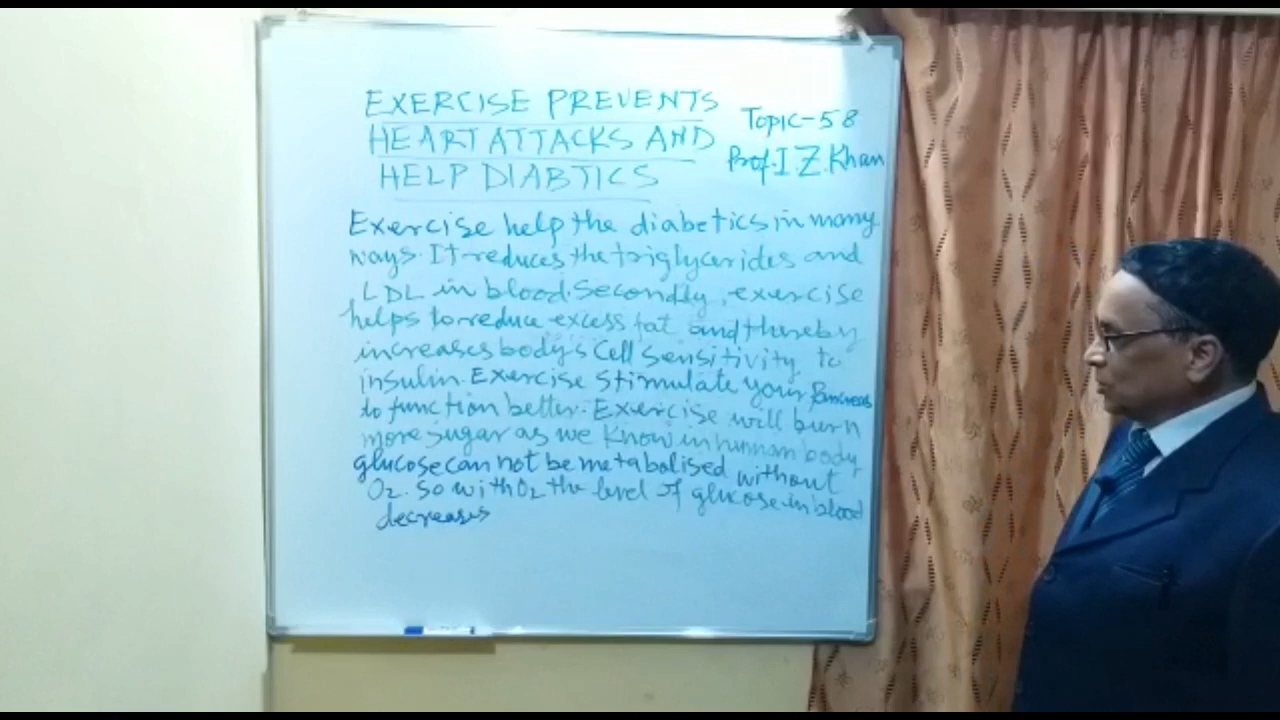 EXERCISE PREVENTS
HEART ATTACKS AND
HELP DIABTICS
Topic-58
Prof. I. Z. Khan
Exercise help the diabetics in many
ways. It reduces the triglycerides and
LDL in blood. Secondly, exercise
helps to reduce excess fat and thereby
increases body's cell sensitivity to
insulin. Exercise stimulate your Pancreas
to function better. Exercise will burn
more sugar as we know in human body
glucose can not be metabolised without
O2. So with O2 the level of glucose in blood
decreases